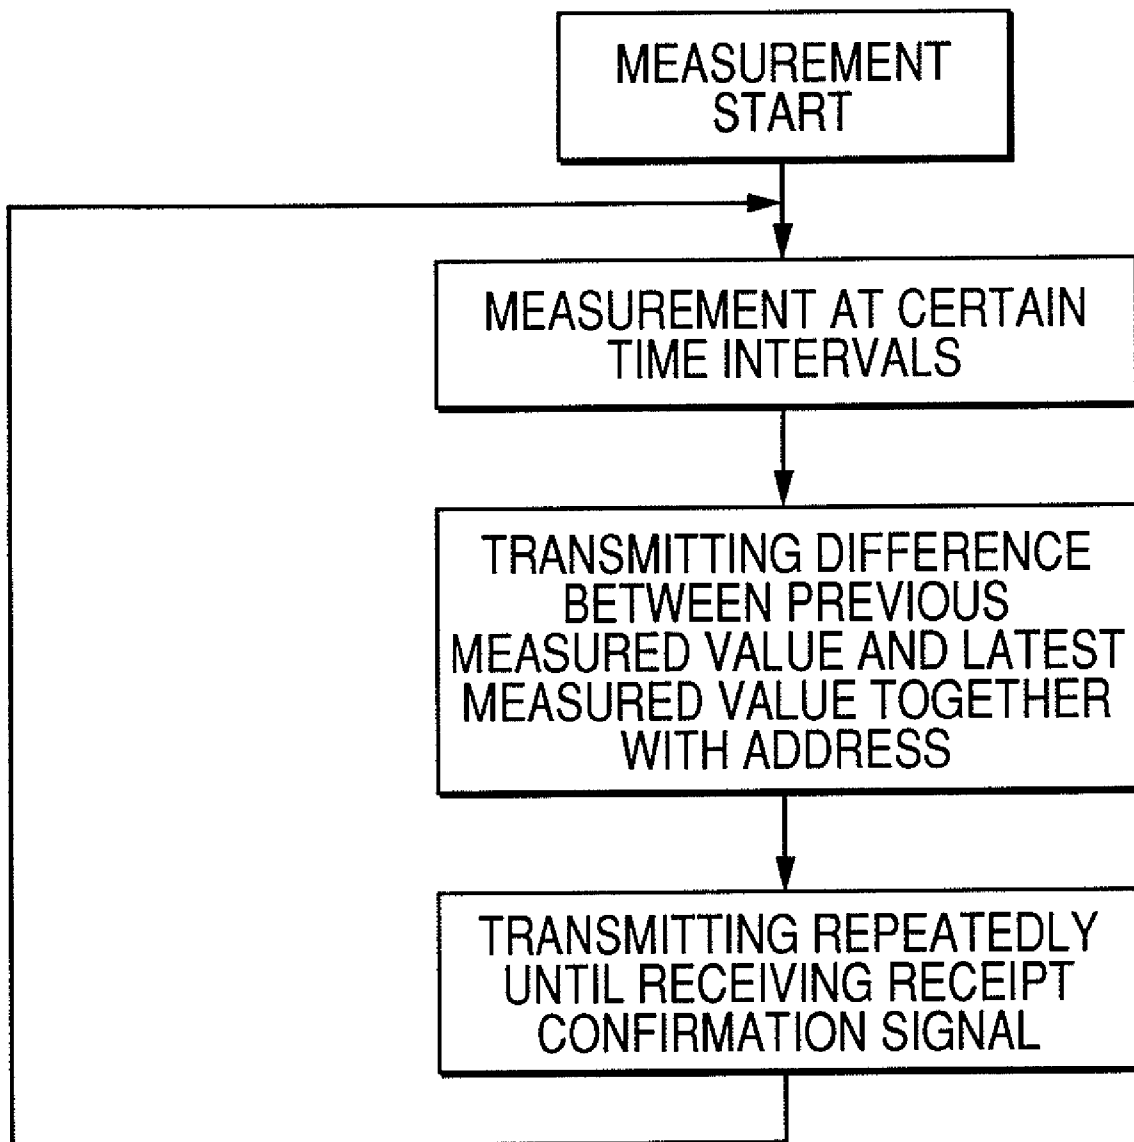 MEASUREMENT
START
MEASUREMENT AT CERTAIN
TIME INTERVALS
TRANSMITTING DIFFERENCE
BETWEEN PREVIOUS
MEASURED VALUE AND LATEST
MEASURED VALUE TOGETHER
WITH ADDRESS
TRANSMITTING REPEATEDLY
UNTIL RECEIVING RECEIPT
CONFIRMATION SIGNAL